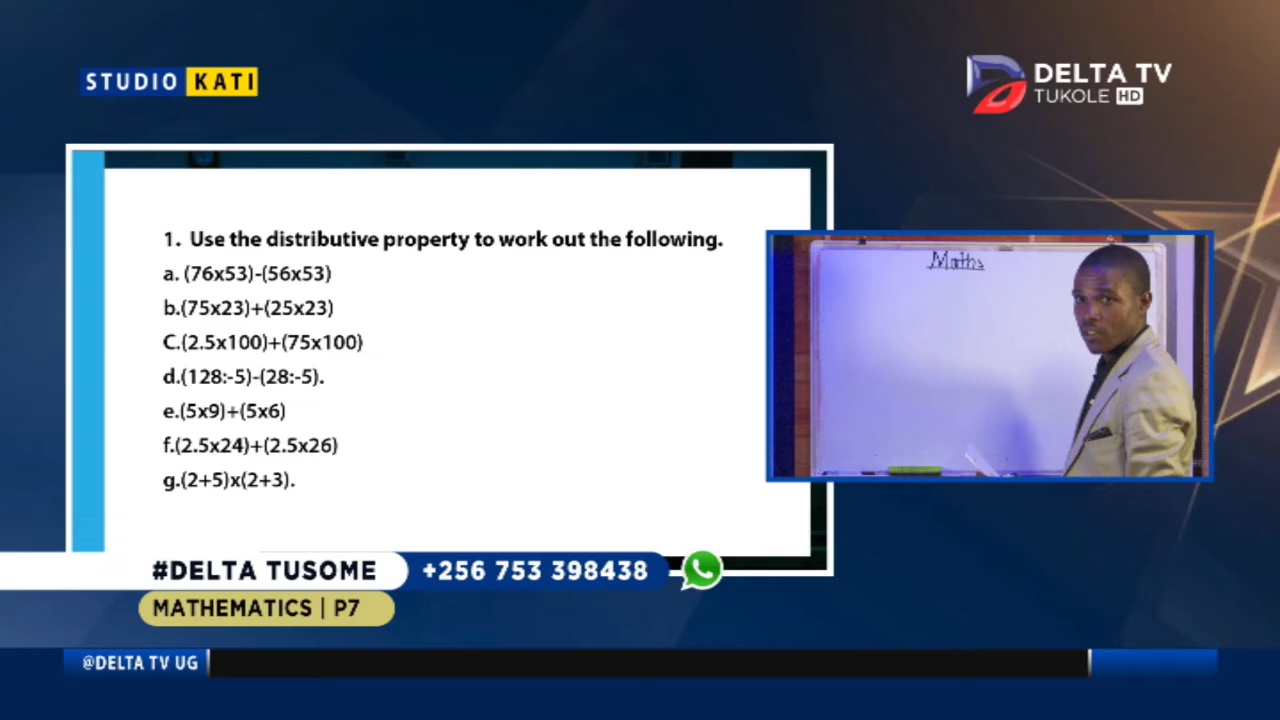 STUDIO KATI
DELTA TV
TUKOLE HD
1. Use the distributive property to work out the following.
a. (76x53)-(56x53)
b.(75x23)+(25x23)
C.(2.5x100)+(75x100)
d.(128:-5)-(28:-5).
e.(5x9)+(5x6)
f.(2.5x24)+(2.5x26)
g.(2+5)x(2+3).
Maths
#DELTA TUSOME +256 753 398438
MATHEMATICS | P7
@DELTA TV UG